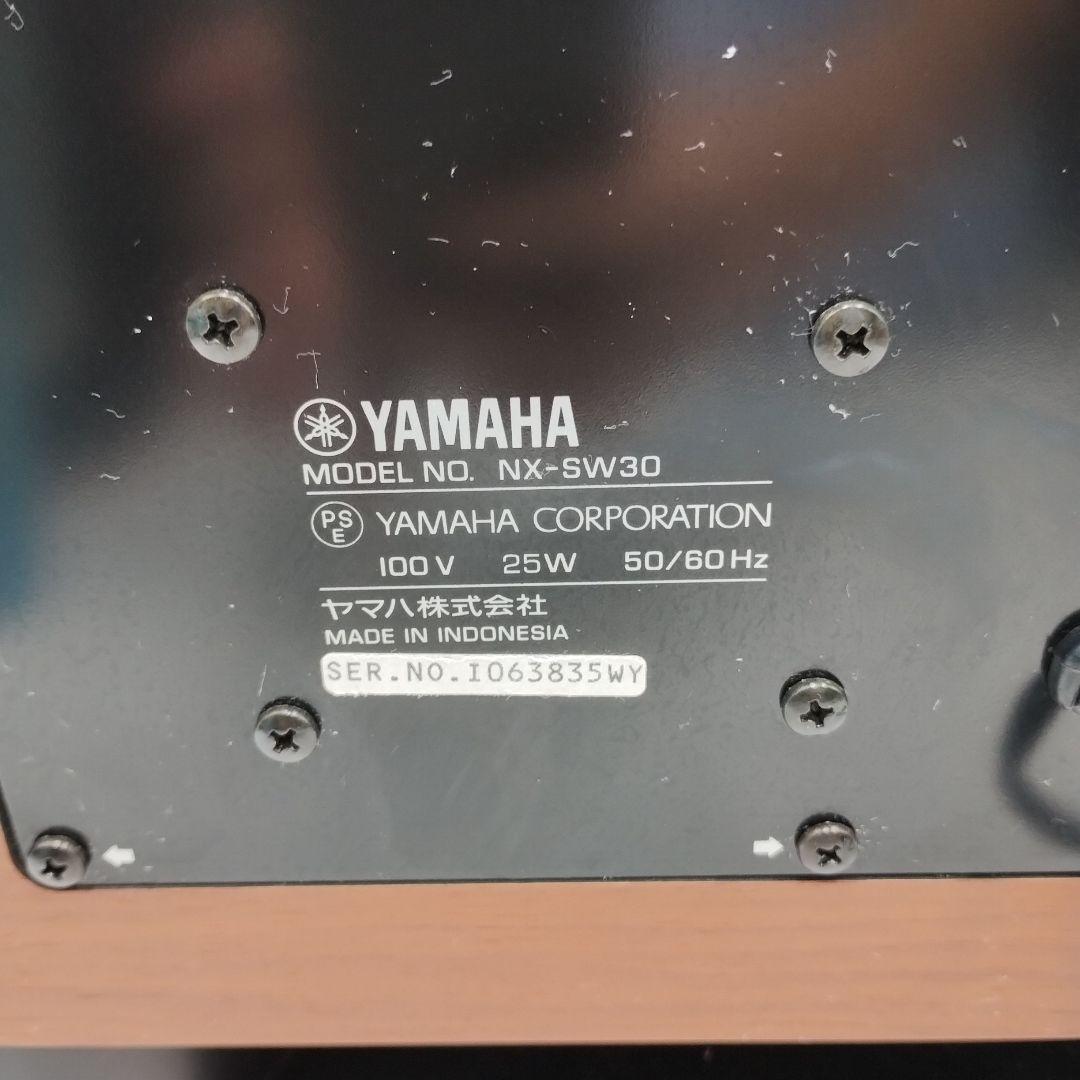 YAMAHA
MODEL NO. NX-SW30
PSE YAMAHA CORPORATION
100V 25W 50/60Hz
ヤマハ株式会社
MADE IN INDONESIA
SER.NO.I063835WY